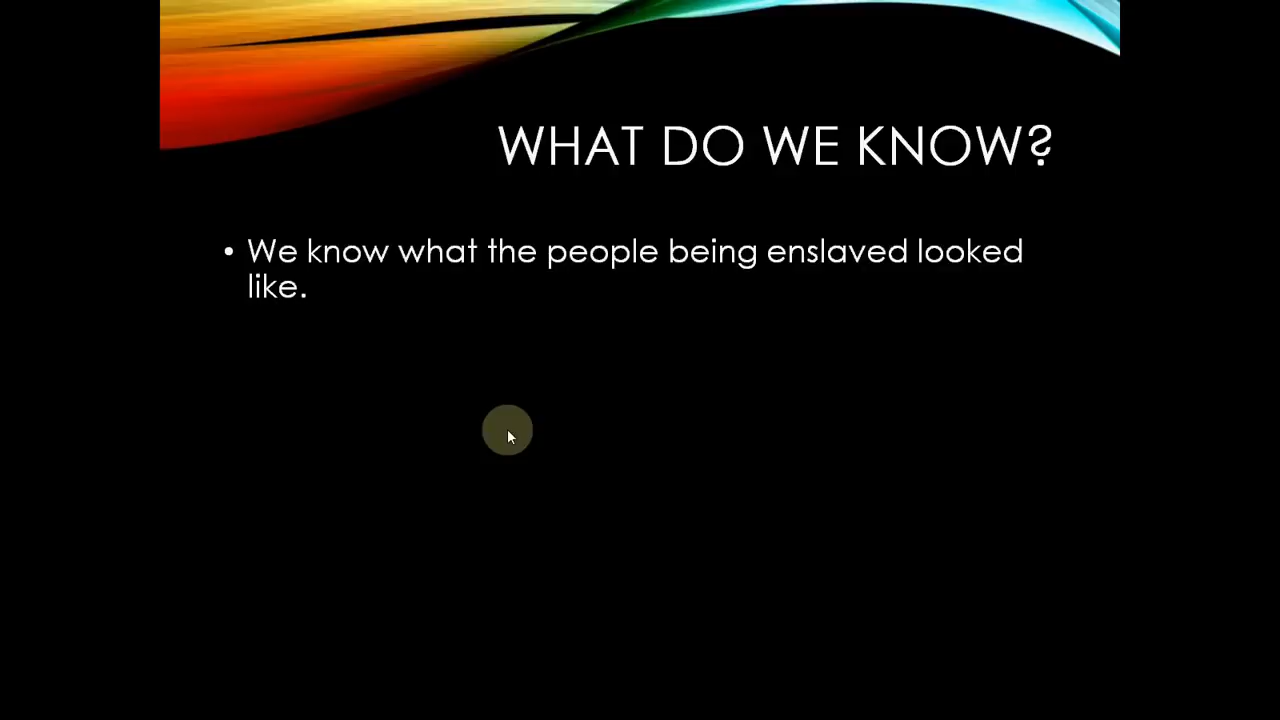 WHAT DO WE KNOW?
• We know what the people being enslaved looked
like.